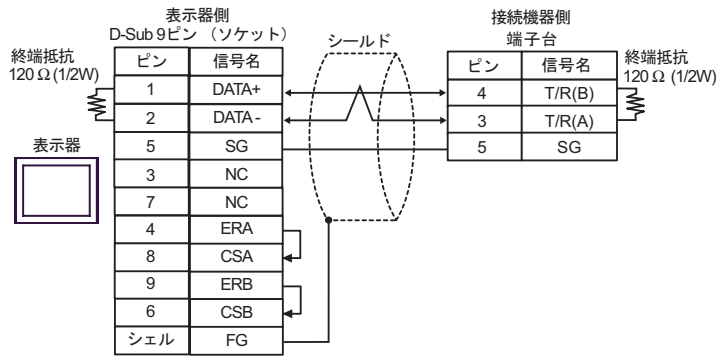 表示器側
D-Sub 9ピン （ソケット）
シールド
接続機器側
端子台
終端抵抗
120 Ω (1/2W)
ピン 信号名
1 DATA+
2 DATA-
5 SG
3 NC
7 NC
4 ERA
8 CSA
9 ERB
6 CSB
シェル FG
表示器
ピン 信号名
4 T/R(B)
3 T/R(A)
5 SG
終端抵抗
120 Ω (1/2W)